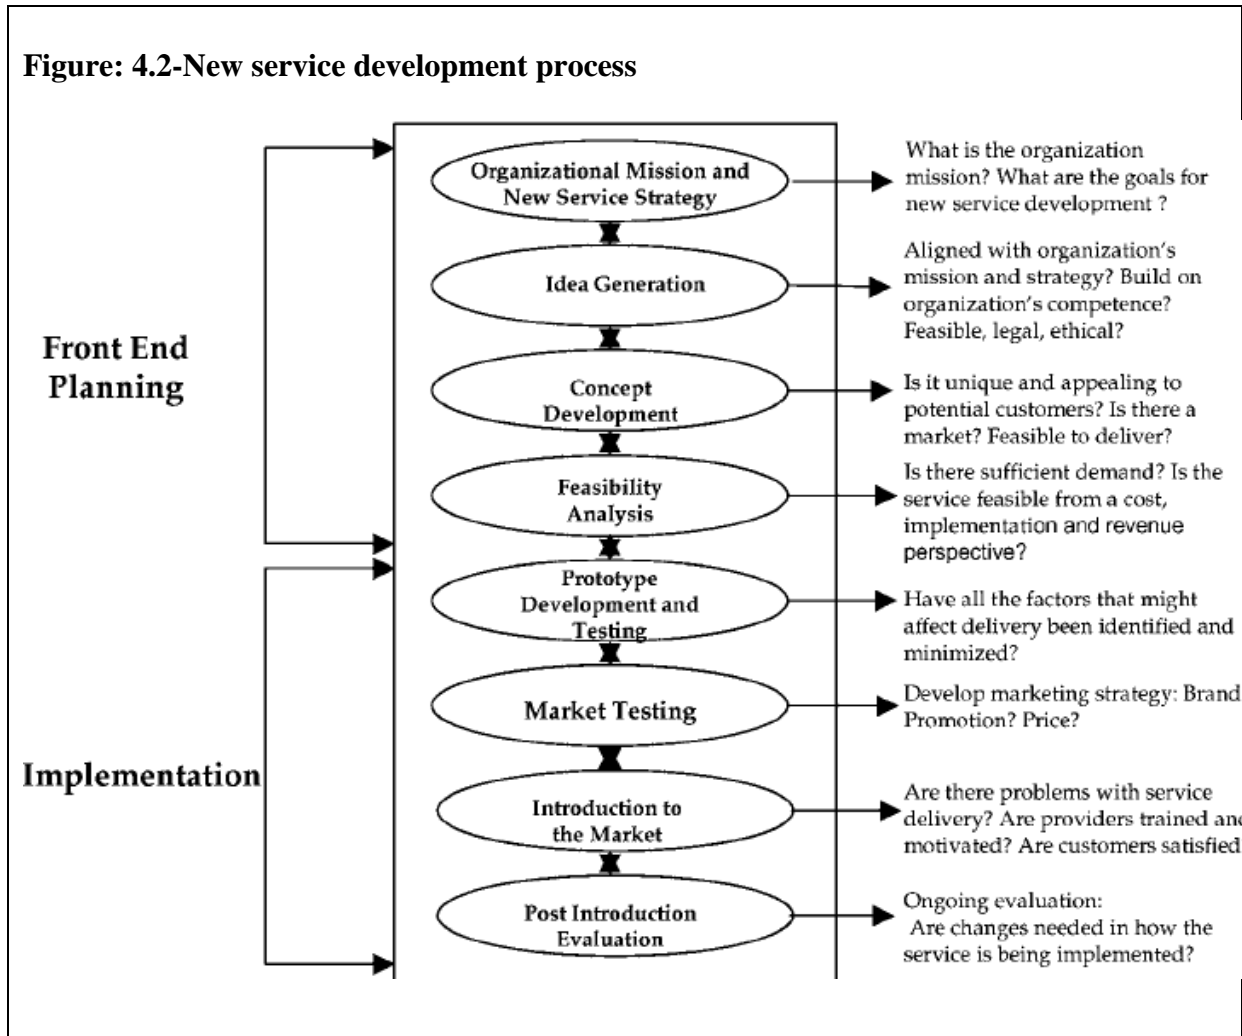 Figure: 4.2-New service development process
Organizational Mission and
New Service Strategy
What is the organization
mission? What are the goals for
new service development ?
Idea Generation
Aligned with organization's
mission and strategy? Build on
organization's competence?
Feasible, legal, ethical?
Front End
Planning
Concept
Development
Is it unique and appealing to
potential customers? Is there a
market? Feasible to deliver?
Feasibility
Analysis
Is there sufficient demand? Is the
service feasible from a cost,
implementation and revenue
perspective?
Prototype
Development and
Testing
Have all the factors that might
affect delivery been identified and
minimized?
Market Testing
Develop marketing strategy: Brand
Promotion? Price?
Implementation
Introduction to
the Market
Are there problems with service
delivery? Are providers trained and
motivated? Are customers satisfied
Post Introduction
Evaluation
Ongoing evaluation:
Are changes needed in how the
service is being implemented?